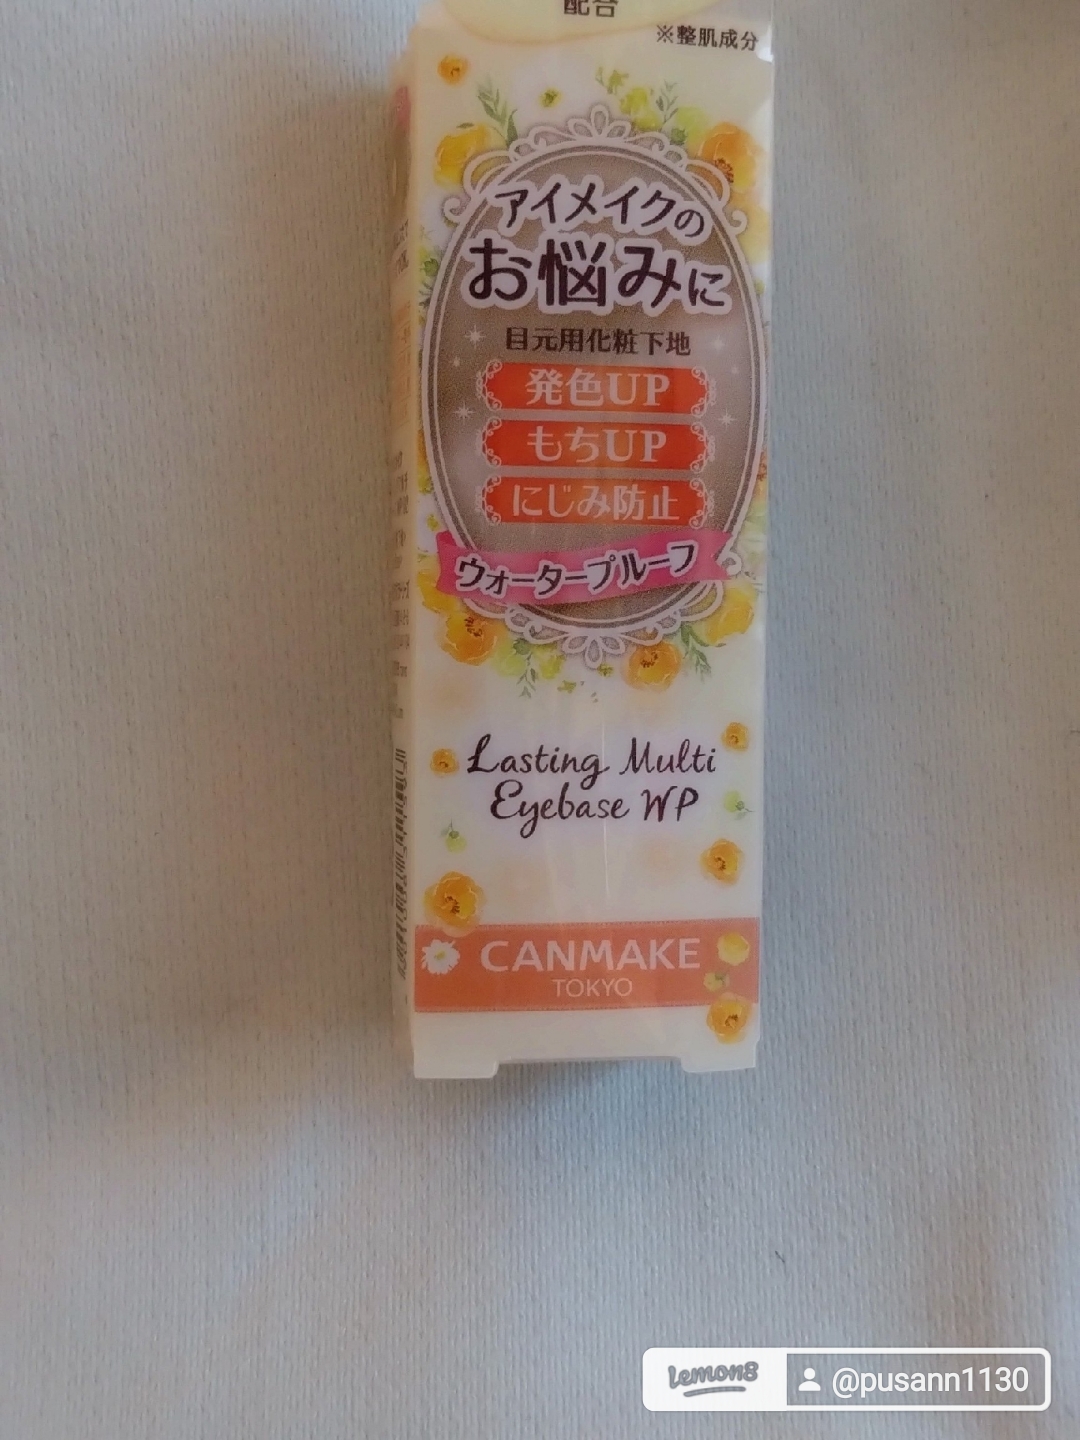 配合
※整肌成分
アイメイクの
お悩みに
目元用化粧下地
発色UP
もちUP
にじみ防止
ウォータープルーフ
Lasting Multi
Eyebase WP
CANMAKE
TOKYO
lemon8 @pusann1130